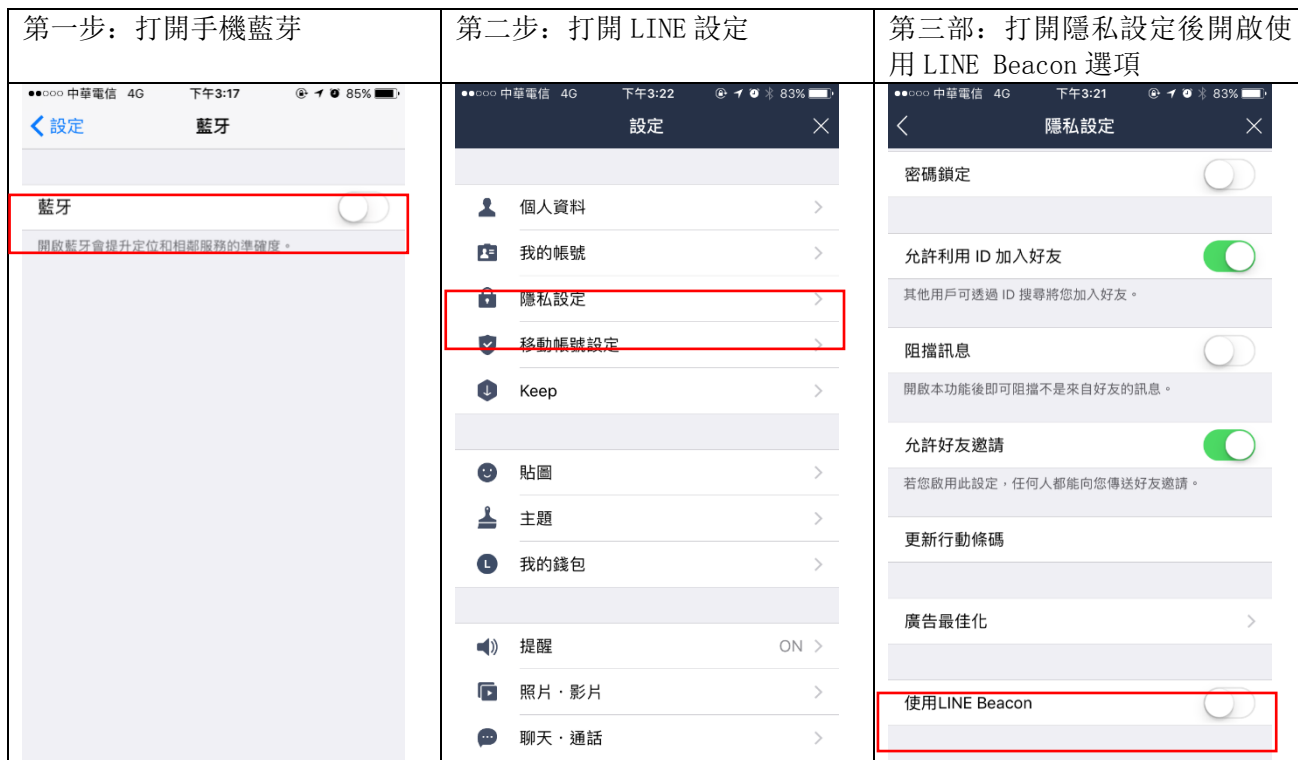 第一步：打開手機藍芽
第二步：打開 LINE 設定
第三部：打開隱私設定後開啟使
用 LINE Beacon 選項
中華電信 4G 下午3:17 85%
設定 藍牙
藍牙
開啟藍牙會提升定位和相鄰服務的準確度。
中華電信 4G 下午3:22 83%
設定
個人資料
我的帳號
隱私設定
移動帳號設定
Keep
貼圖
主題
L 我的錢包
提醒 ON
照片・影片
聊天・通話
中華電信 4G 下午3:21 83%
隱私設定
密碼鎖定
允許利用 ID 加入好友
其他用戶可透過 ID 搜尋將您加入好友。
阻擋訊息
開啟本功能後即可阻擋不是來自好友的訊息。
允許好友邀請
若您啟用此設定，任何人都能向您傳送好友邀請。
更新行動條碼
廣告最佳化
使用LINE Beacon